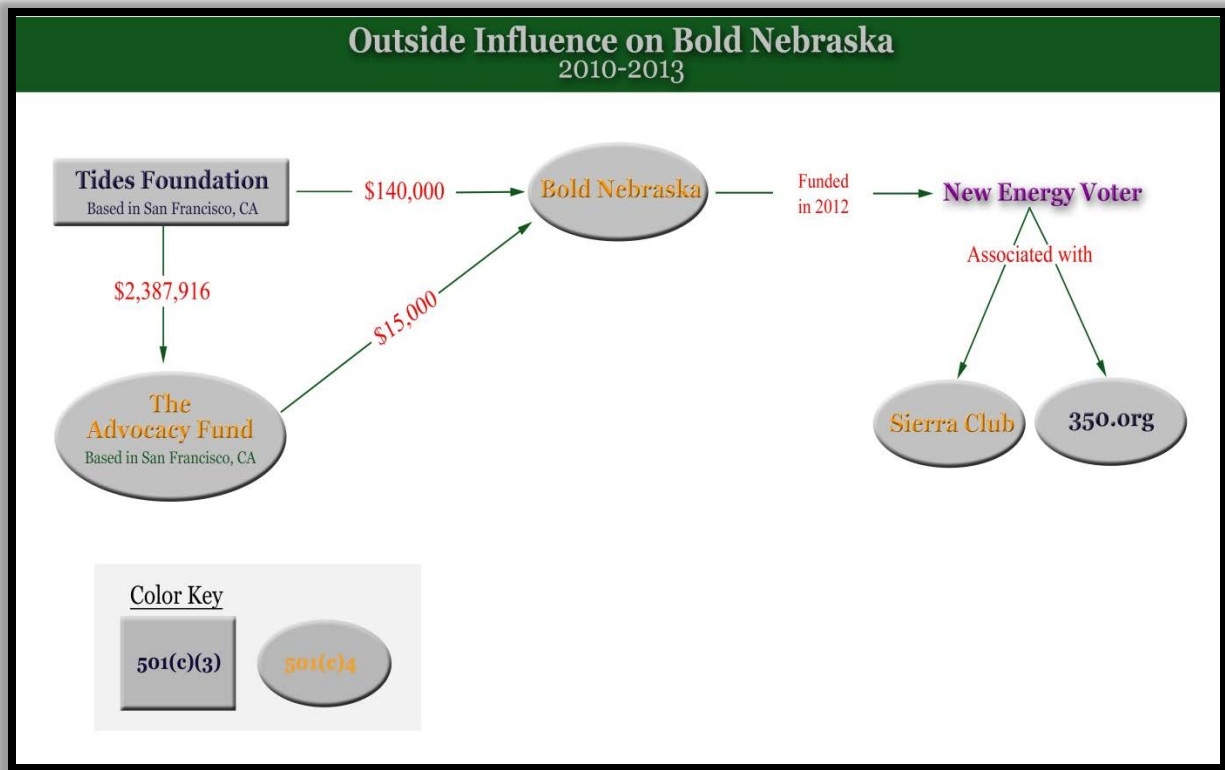 Outside Influence on Bold Nebraska
2010-2013
Tides Foundation
Based in San Francisco, CA
$140,000
Bold Nebraska
Funded
in 2012
New Energy Voter
Associated with
$2,387,916
$15,000
The
Advocacy Fund
Based in San Francisco, CA
Sierra Club
350.org
Color Key
501(c)(3)
501(c)4